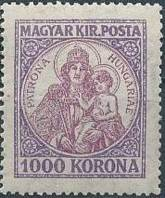 MAGYAR KIR. POSTA
PATRONA HUNGARIAE
1000 KORONA